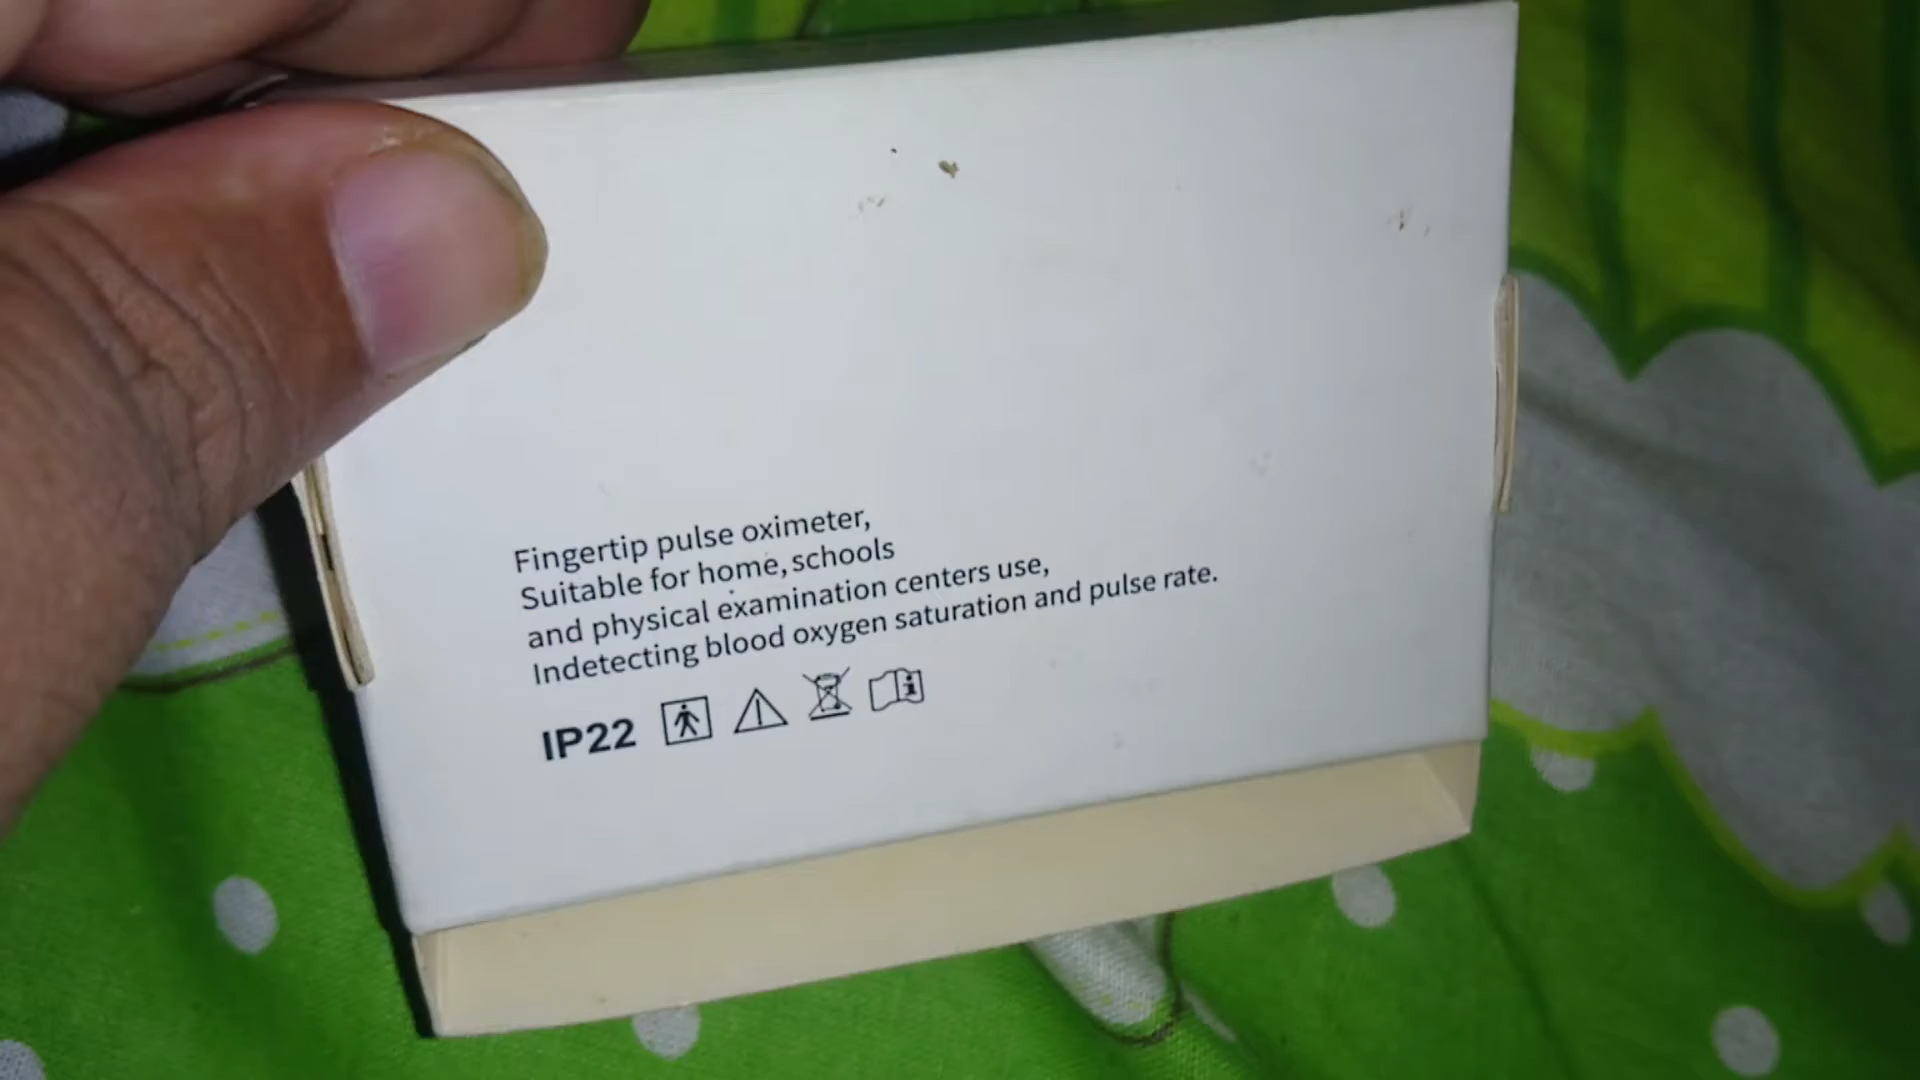 Fingertip pulse oximeter,
Suitable for home, schools
and physical examination centers use,
Indetecting blood oxygen saturation and pulse rate.
IP22